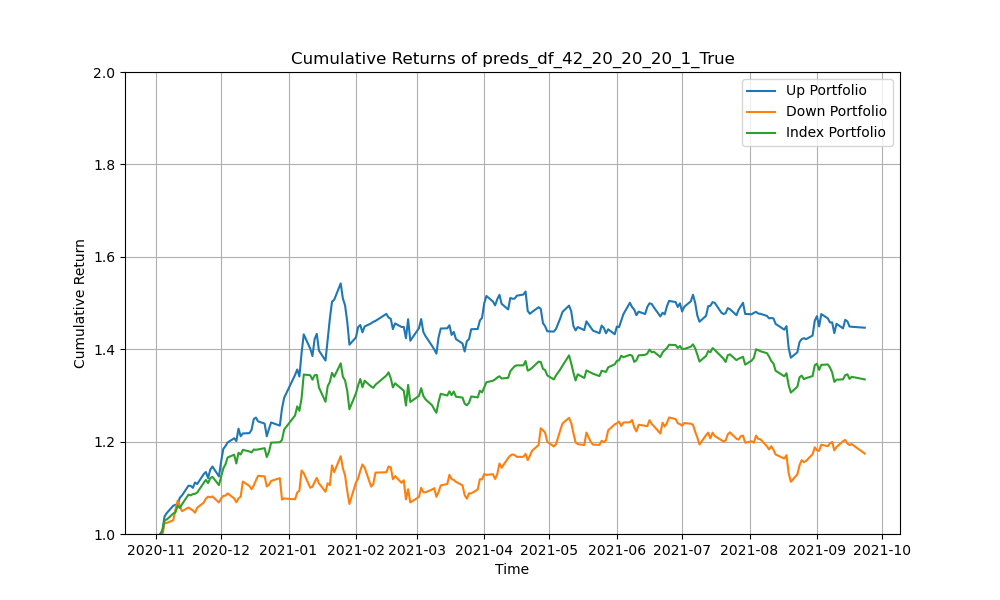 Cumulative Returns of preds_df_42_20_20_20_1_True
Up Portfolio
Down Portfolio
Index Portfolio
Cumulative Return
2.0
1.8
1.6
1.4
1.2
1.0
2020-11 2020-12 2021-01 2021-02 2021-03 2021-04 2021-05 2021-06 2021-07 2021-08 2021-09 2021-10
Time